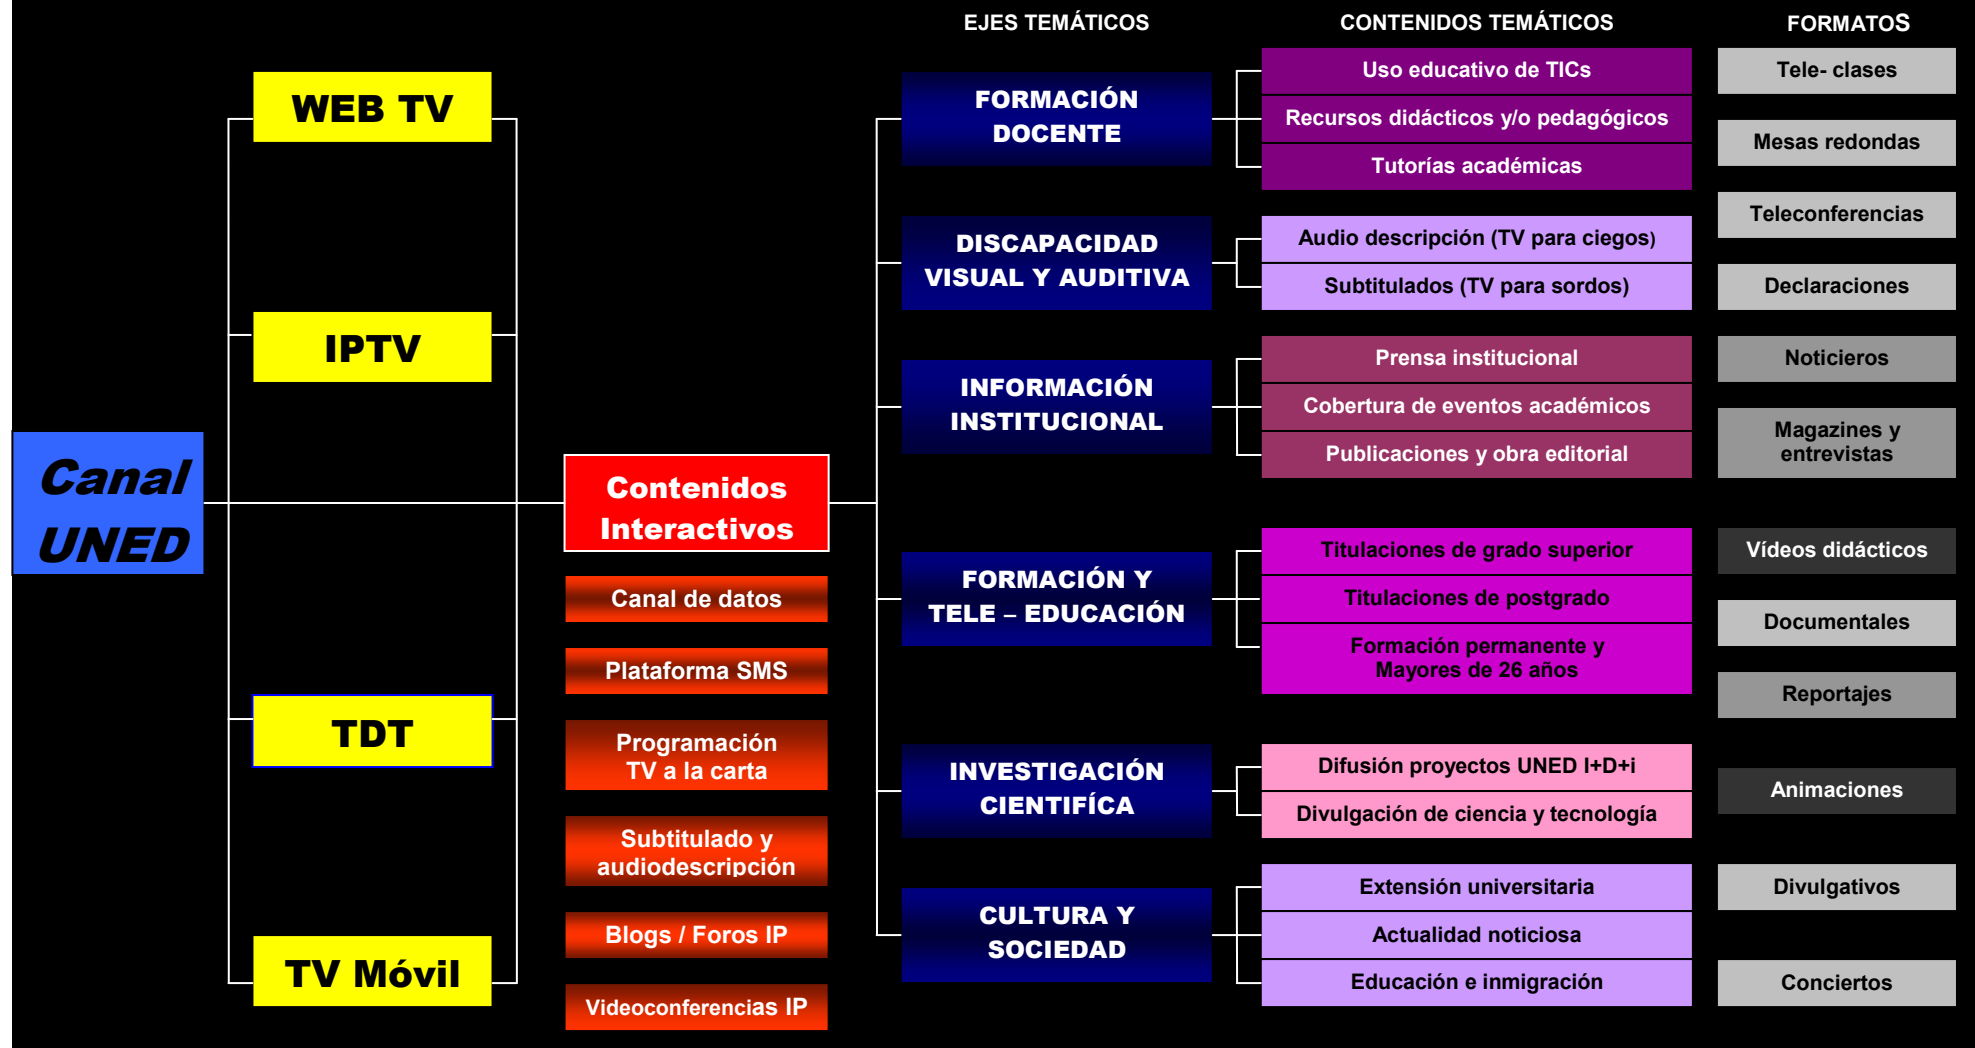 EJES TEMÁTICOS
CONTENIDOS TEMÁTICOS
FORMATOS
WEB TV
IPTV
TDT
TV Móvil
Canal
UNED
Contenidos
Interactivos
Canal de datos
Plataforma SMS
Programación
TV a la carta
Subtitulado y
audiodescripción
Blogs / Foros IP
Videoconferencias IP
FORMACIÓN
DOCENTE
Uso educativo de TICs
Recursos didácticos y/o pedagógicos
Tutorías académicas
DISCAPACIDAD
VISUAL Y AUDITIVA
Audio descripción (TV para ciegos)
Subtitulados (TV para sordos)
INFORMACIÓN
INSTITUCIONAL
Prensa institucional
Cobertura de eventos académicos
Publicaciones y obra editorial
FORMACIÓN Y
TELE – EDUCACIÓN
Titulaciones de grado superior
Titulaciones de postgrado
Formación permanente y
Mayores de 26 años
INVESTIGACIÓN
CIENTIFÍCA
Difusión proyectos UNED I+D+i
Divulgación de ciencia y tecnología
CULTURA Y
SOCIEDAD
Extensión universitaria
Actualidad noticiosa
Educación e inmigración
Tele- clases
Mesas redondas
Teleconferencias
Declaraciones
Noticieros
Magazines y
entrevistas
Vídeos didácticos
Documentales
Reportajes
Animaciones
Divulgativos
Conciertos